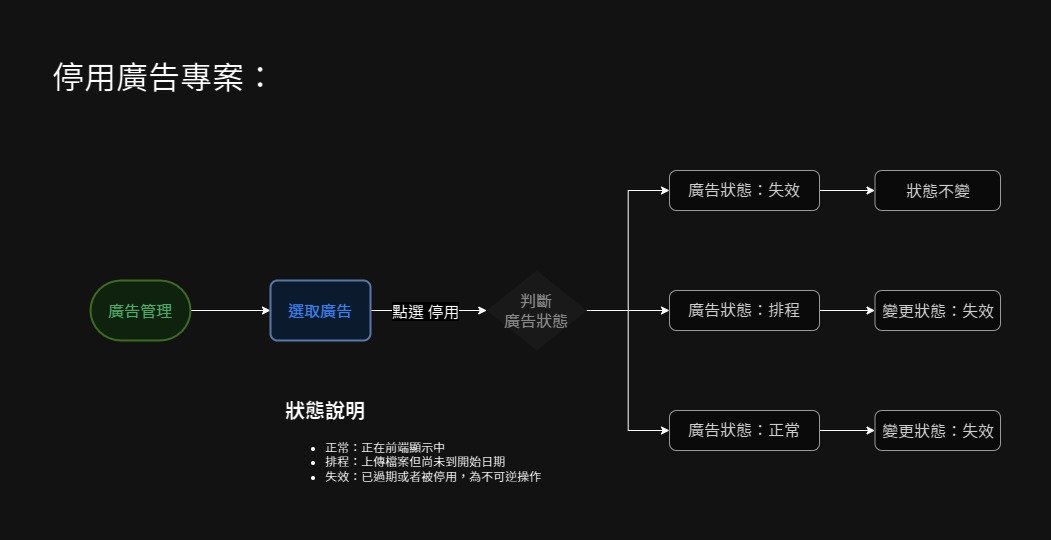 停用廣告專案：
廣告狀態：失效
狀態不變
廣告管理
選取廣告
點選 停用
判斷
廣告狀態
廣告狀態：排程
變更狀態：失效
廣告狀態：正常
變更狀態：失效
狀態說明
正常：正在前端顯示中
排程：上傳檔案但尚未到開始日期
失效：已過期或者被停用，為不可逆操作